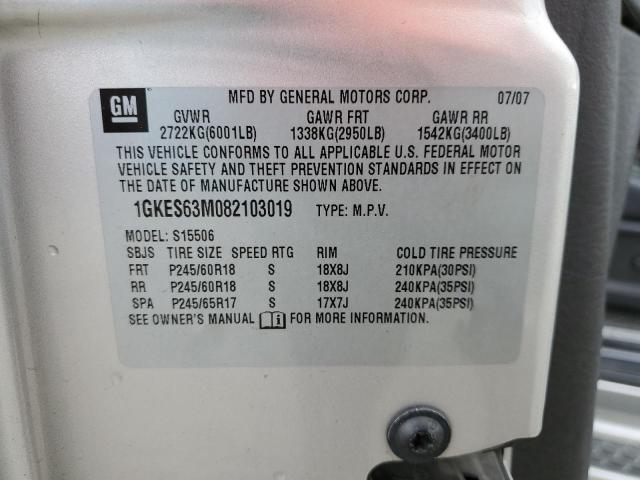 GM
MFD BY GENERAL MOTORS CORP. 07/07
GVWR GAWR FRT GAWR RR
2722KG(6001LB) 1338KG(2950LB) 1542KG(3400LB)
THIS VEHICLE CONFORMS TO ALL APPLICABLE U.S. FEDERAL MOTOR
VEHICLE SAFETY AND THEFT PREVENTION STANDARDS IN EFFECT ON
THE DATE OF MANUFACTURE SHOWN ABOVE.
1GKES63M082103019 TYPE: M.P.V.
MODEL: S15506
SBJS TIRE SIZE SPEED RTG RIM COLD TIRE PRESSURE
FRT P245/60R18 S 18X8J 210KPA(30PSI)
RR P245/60R18 S 18X8J 240KPA(35PSI)
SPA P245/65R17 S 17X7J 240KPA(35PSI)
SEE OWNER'S MANUAL FOR MORE INFORMATION.